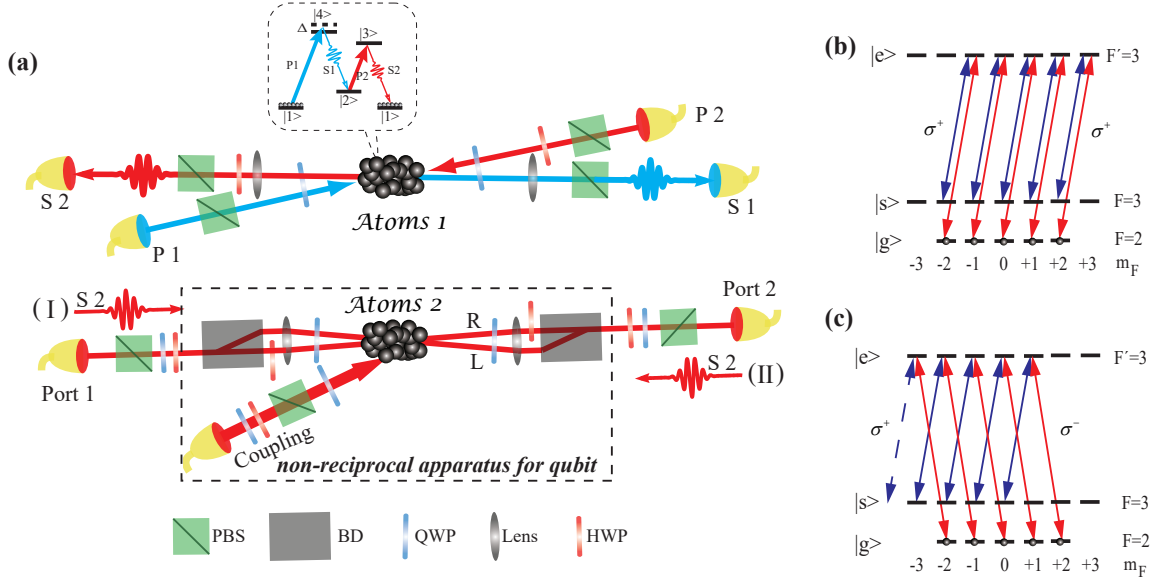 (a)
|4>
Δ
|3>
P1
S1
P2
S2
|2>
|1>
|1>
P 2
S 2
Atoms 1
S 1
P 1
(I)
S 2
Atoms 2
Port 2
R
L
Port 1
S 2
(II)
Coupling
non-reciprocal apparatus for qubit
PBS
BD
QWP
Lens
HWP
(b)
|e>
F´=3
σ+
σ+
|s>
F=3
|g>
F=2
-3 -2 -1 0 +1 +2 +3 mF
(c)
|e>
F´=3
σ+
σ−
|s>
F=3
|g>
F=2
-3 -2 -1 0 +1 +2 +3 mF